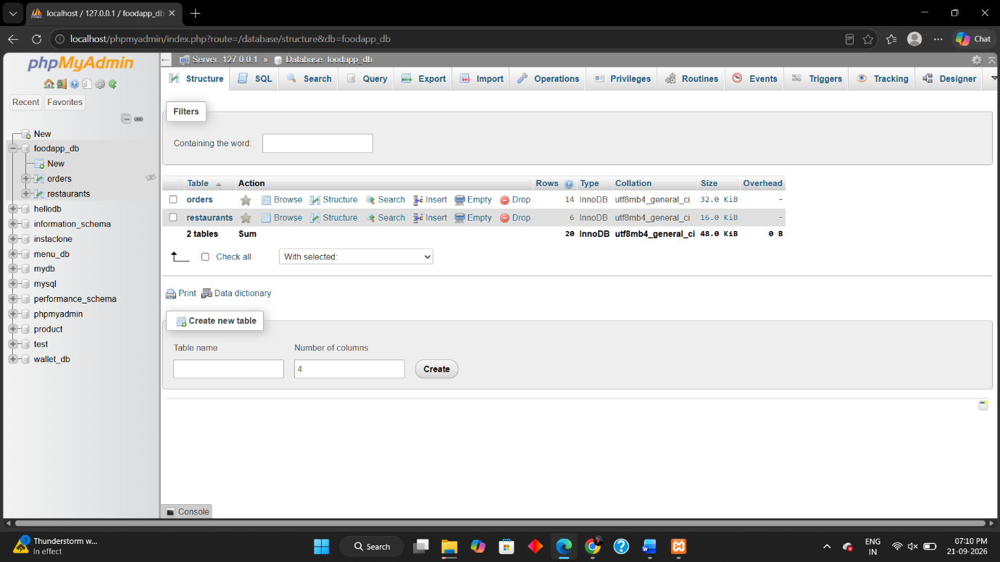 localhost / 127.0.0.1 / foodapp_db
localhost/phpmyadmin/index.php?route=/database/structure&db=foodapp_db
Chat
phpMyAdmin
Recent Favorites
New
foodapp_db
New
orders
restaurants
hellodb
information_schema
instaclone
menu_db
mydb
mysql
performance_schema
phpmyadmin
product
test
wallet_db
Server: 127.0.0.1 » Database: foodapp_db
Structure SQL Search Query Export Import Operations Privileges Routines Events Triggers Tracking Designer
Filters
Containing the word:
Table Action Rows Type Collation Size Overhead
orders Browse Structure Search Insert Empty Drop 14 InnoDB utf8mb4_general_ci 32.0 KiB -
restaurants Browse Structure Search Insert Empty Drop 6 InnoDB utf8mb4_general_ci 16.0 KiB -
2 tables Sum 20 InnoDB utf8mb4_general_ci 48.0 KiB 0 B
Check all With selected:
Print Data dictionary
Create new table
Table name Number of columns
4 Create
Console
1 Thunderstorm w...
In effect
Search
ENG
IN
07:10 PM
21-09-2026